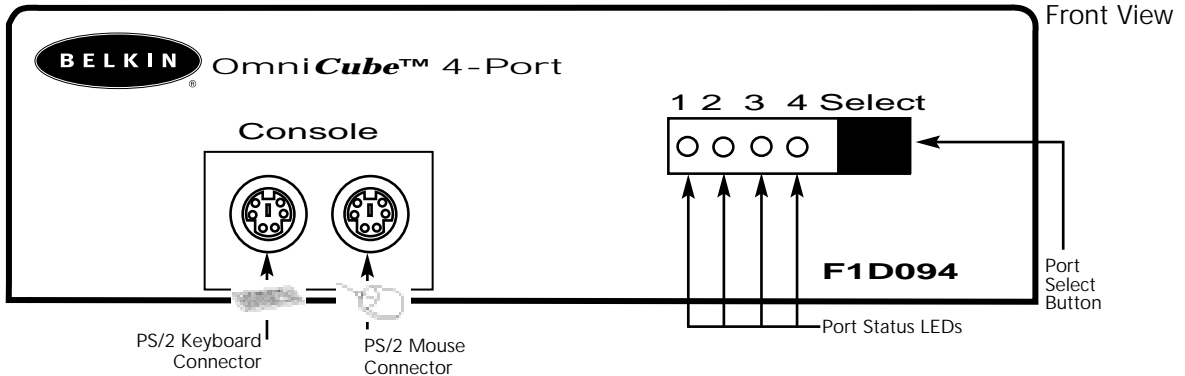 Front View
BELKIN
®
OmniCube™ 4-Port
1 2 3 4 Select
Console
F1D094
Port
Select
Button
Port Status LEDs
PS/2 Keyboard
Connector
PS/2 Mouse
Connector